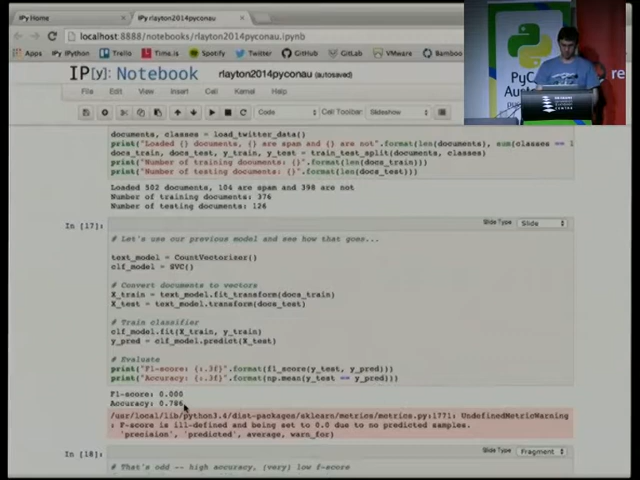 IPy Home
IPy rlayton2014pyconau
localhost:8888/notebooks/rlayton2014pyconau.ipynb
Apps IPy IPython Trello Time.is Spotify Twitter GitHub GitLab VMware Bamboo
IP[y]: Notebook rlayton2014pyconau (autosaved)
File Edit View Insert Cell Kernel Help
Code Cell Toolbar: Slideshow
documents, classes = load_twitter_data()
print("Loaded {} documents, {} are spam and {} are not".format(len(documents), sum(classes == 1
docs_train, docs_test, y_train, y_test = train_test_split(documents, classes)
print("Number of training documents: {}".format(len(docs_train)))
print("Number of testing documents: {}".format(len(docs_test)))
Loaded 502 documents, 104 are spam and 398 are not
Number of training documents: 376
Number of testing documents: 126
Slide Type Slide
In [17]:
# Let's use our previous model and see how that goes...
text_model = CountVectorizer()
clf_model = SVC()
# Convert documents to vectors
X_train = text_model.fit_transform(docs_train)
X_test = text_model.transform(docs_test)
# Train classifier
clf_model.fit(X_train, y_train)
y_pred = clf_model.predict(X_test)
# Evaluate
print("F1-score: {:.3f}".format(f1_score(y_test, y_pred)))
print("Accuracy: {:.3f}".format(np.mean(y_test == y_pred)))
F1-score: 0.000
Accuracy: 0.786
/usr/local/lib/python3.4/dist-packages/sklearn/metrics/metrics.py:1771: UndefinedMetricWarning
: F-score is ill-defined and being set to 0.0 due to no predicted samples.
'precision', 'predicted', average, warn_for)
Slide Type Fragment
In [18]:
# That's odd -- high accuracy, (very) low f-score
PyC
Aust
re